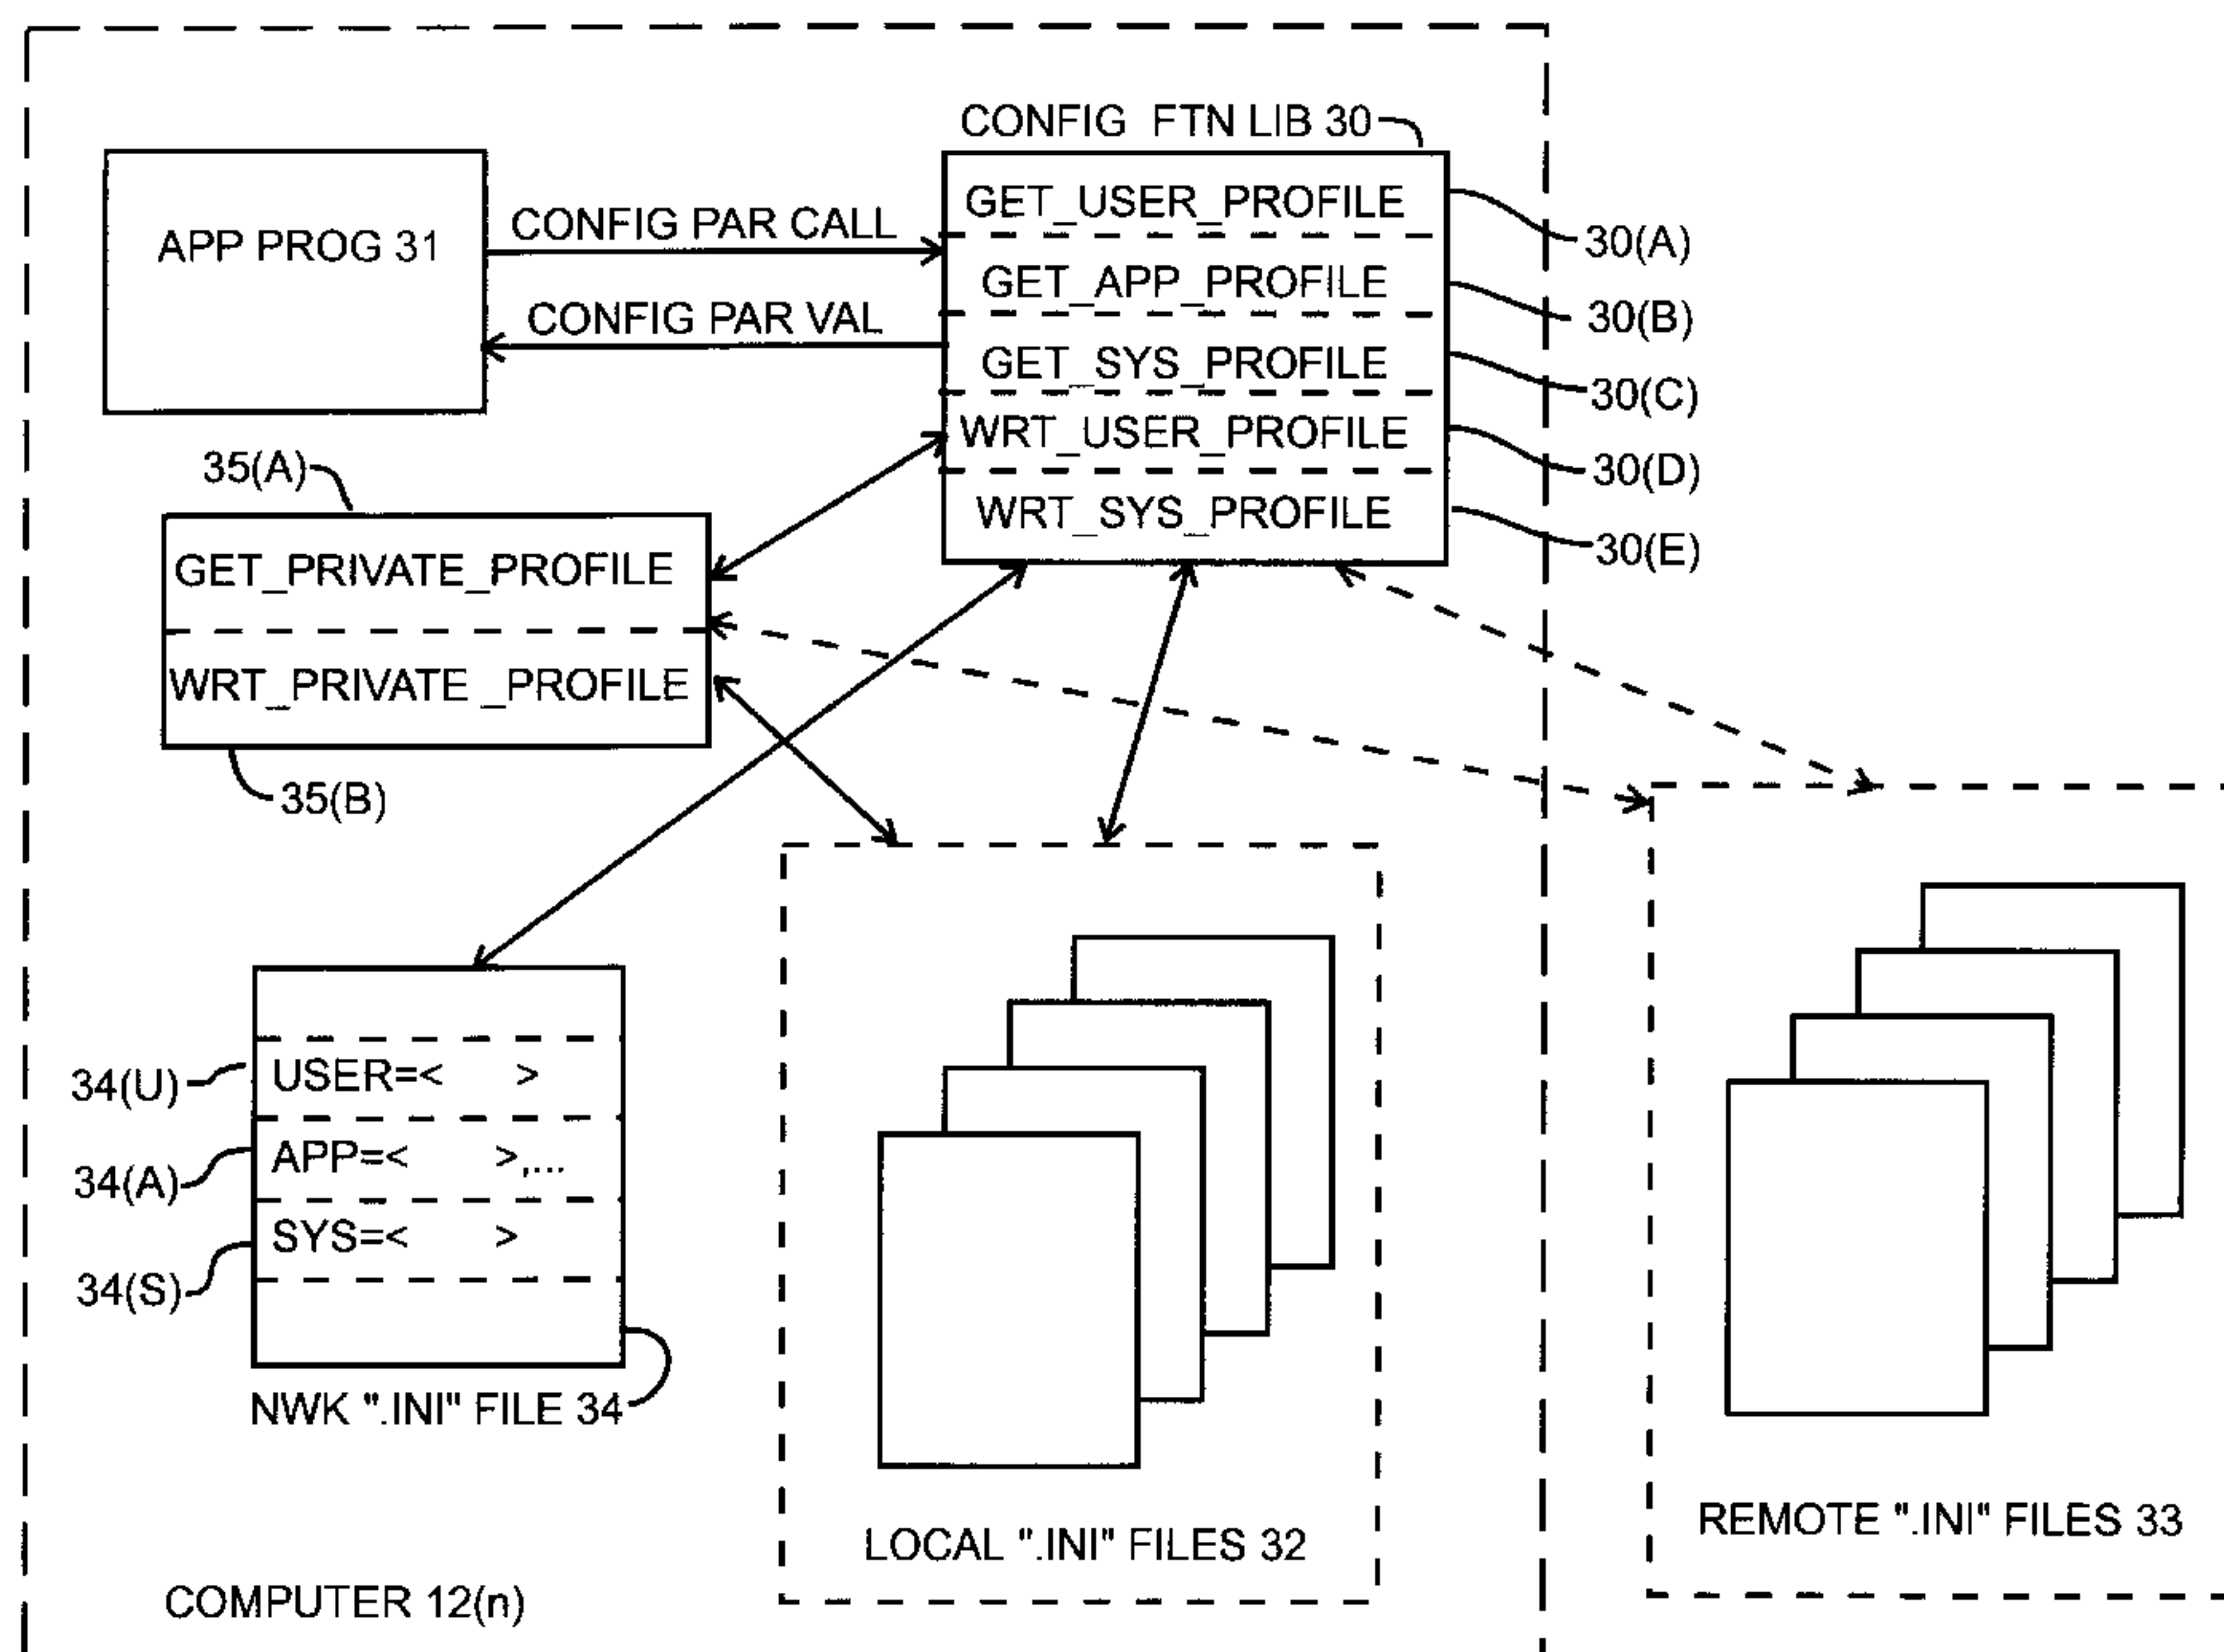 CONFIG FTN LIB 30
APP PROG 31
CONFIG PAR CALL
CONFIG PAR VAL
GET_USER_PROFILE
GET_APP_PROFILE
GET_SYS_PROFILE
WRT_USER_PROFILE
WRT_SYS_PROFILE
30(A)
30(B)
30(C)
30(D)
30(E)
35(A)
GET_PRIVATE_PROFILE
WRT_PRIVATE _PROFILE
35(B)
34(U)
USER=< >
34(A)
APP=< >,...
34(S)
SYS=< >
NWK ".INI" FILE 34
LOCAL ".INI" FILES 32
REMOTE ".INI" FILES 33
COMPUTER 12(n)